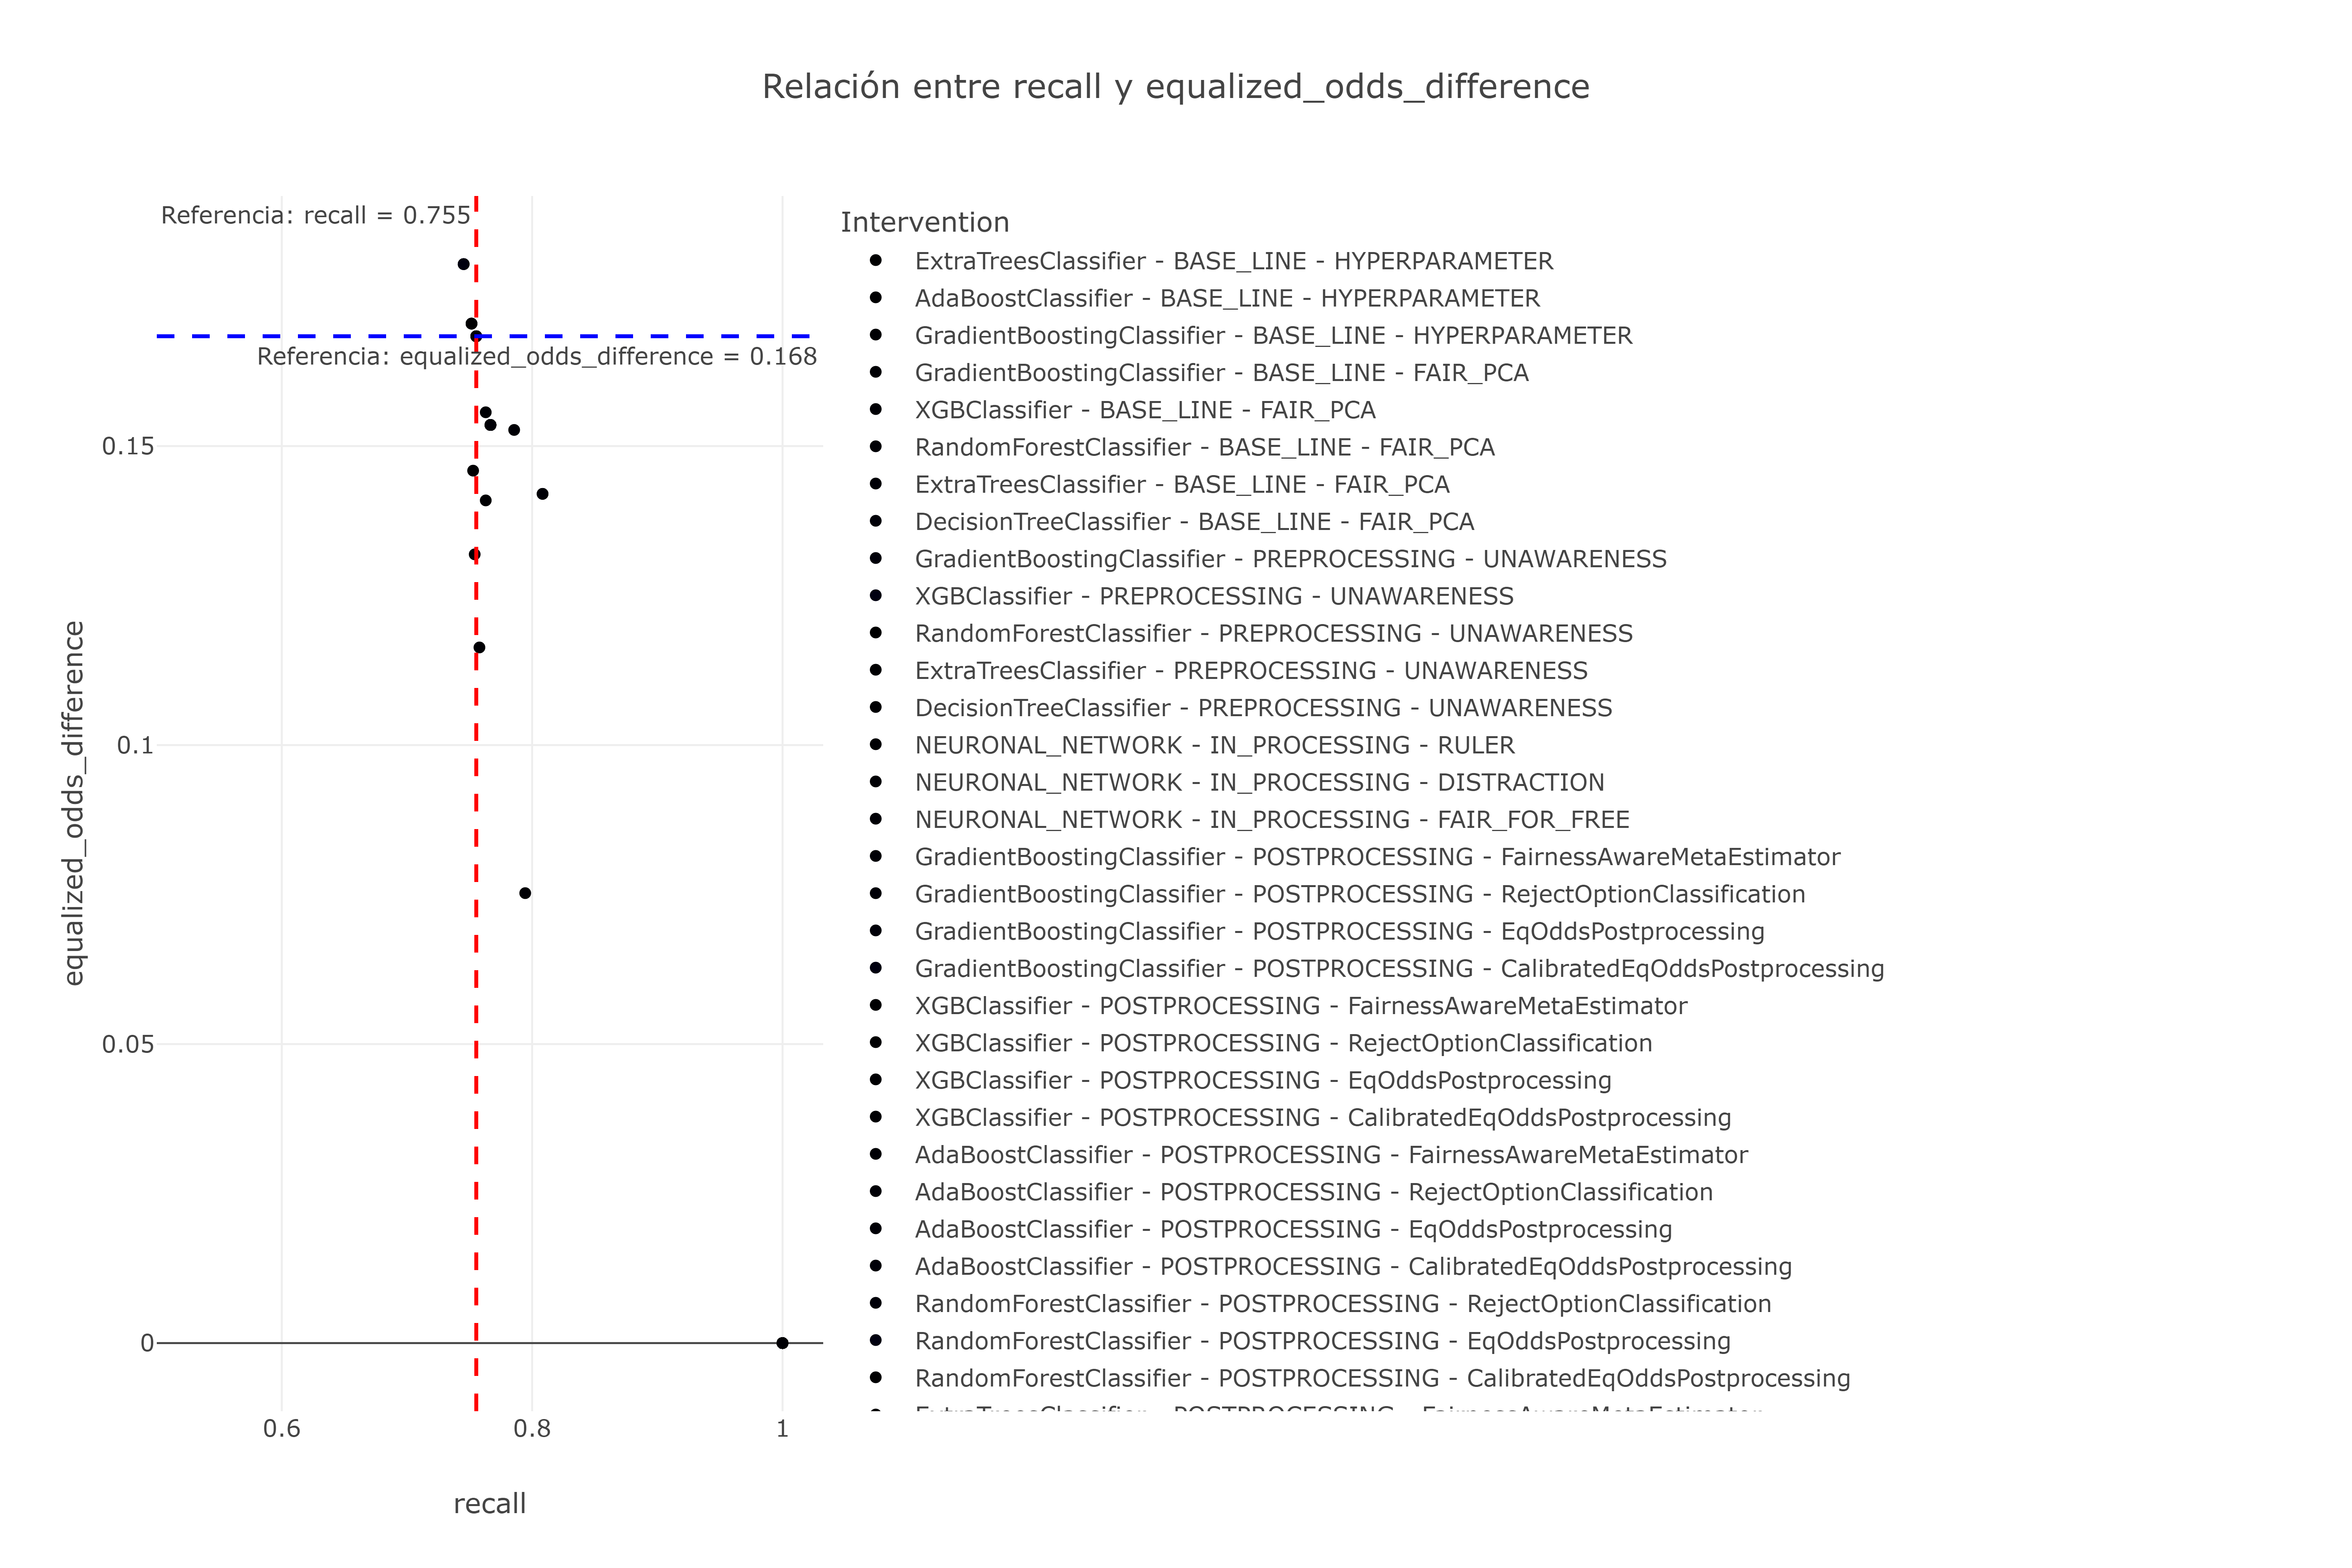 Relación entre recall y equalized_odds_difference
Referencia: recall = 0.755
Referencia: equalized_odds_difference = 0.168
0.15
0.1
0.05
0
0.6
0.8
1
equalized_odds_difference
recall
Intervention
ExtraTreesClassifier - BASE_LINE - HYPERPARAMETER
AdaBoostClassifier - BASE_LINE - HYPERPARAMETER
GradientBoostingClassifier - BASE_LINE - HYPERPARAMETER
GradientBoostingClassifier - BASE_LINE - FAIR_PCA
XGBClassifier - BASE_LINE - FAIR_PCA
RandomForestClassifier - BASE_LINE - FAIR_PCA
ExtraTreesClassifier - BASE_LINE - FAIR_PCA
DecisionTreeClassifier - BASE_LINE - FAIR_PCA
GradientBoostingClassifier - PREPROCESSING - UNAWARENESS
XGBClassifier - PREPROCESSING - UNAWARENESS
RandomForestClassifier - PREPROCESSING - UNAWARENESS
ExtraTreesClassifier - PREPROCESSING - UNAWARENESS
DecisionTreeClassifier - PREPROCESSING - UNAWARENESS
NEURONAL_NETWORK - IN_PROCESSING - RULER
NEURONAL_NETWORK - IN_PROCESSING - DISTRACTION
NEURONAL_NETWORK - IN_PROCESSING - FAIR_FOR_FREE
GradientBoostingClassifier - POSTPROCESSING - FairnessAwareMetaEstimator
GradientBoostingClassifier - POSTPROCESSING - RejectOptionClassification
GradientBoostingClassifier - POSTPROCESSING - EqOddsPostprocessing
GradientBoostingClassifier - POSTPROCESSING - CalibratedEqOddsPostprocessing
XGBClassifier - POSTPROCESSING - FairnessAwareMetaEstimator
XGBClassifier - POSTPROCESSING - RejectOptionClassification
XGBClassifier - POSTPROCESSING - EqOddsPostprocessing
XGBClassifier - POSTPROCESSING - CalibratedEqOddsPostprocessing
AdaBoostClassifier - POSTPROCESSING - FairnessAwareMetaEstimator
AdaBoostClassifier - POSTPROCESSING - RejectOptionClassification
AdaBoostClassifier - POSTPROCESSING - EqOddsPostprocessing
AdaBoostClassifier - POSTPROCESSING - CalibratedEqOddsPostprocessing
RandomForestClassifier - POSTPROCESSING - RejectOptionClassification
RandomForestClassifier - POSTPROCESSING - EqOddsPostprocessing
RandomForestClassifier - POSTPROCESSING - CalibratedEqOddsPostprocessing